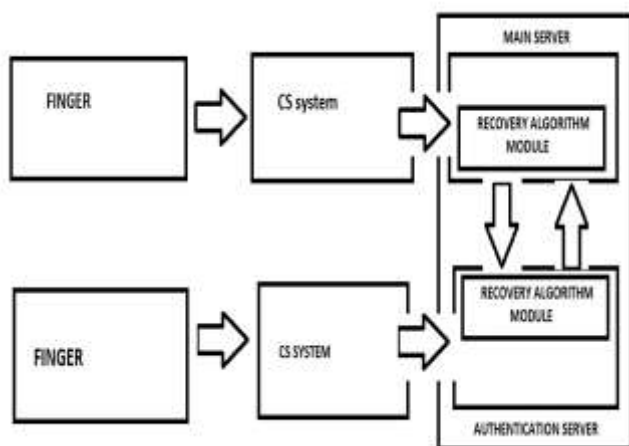 MAIN SERVER
FINGER
CS system
RECOVERY ALGORITHM
MODULE
RECOVERY ALGORITHM
MODULE
FINGER
CS SYSTEM
AUTHENTICATION SERVER